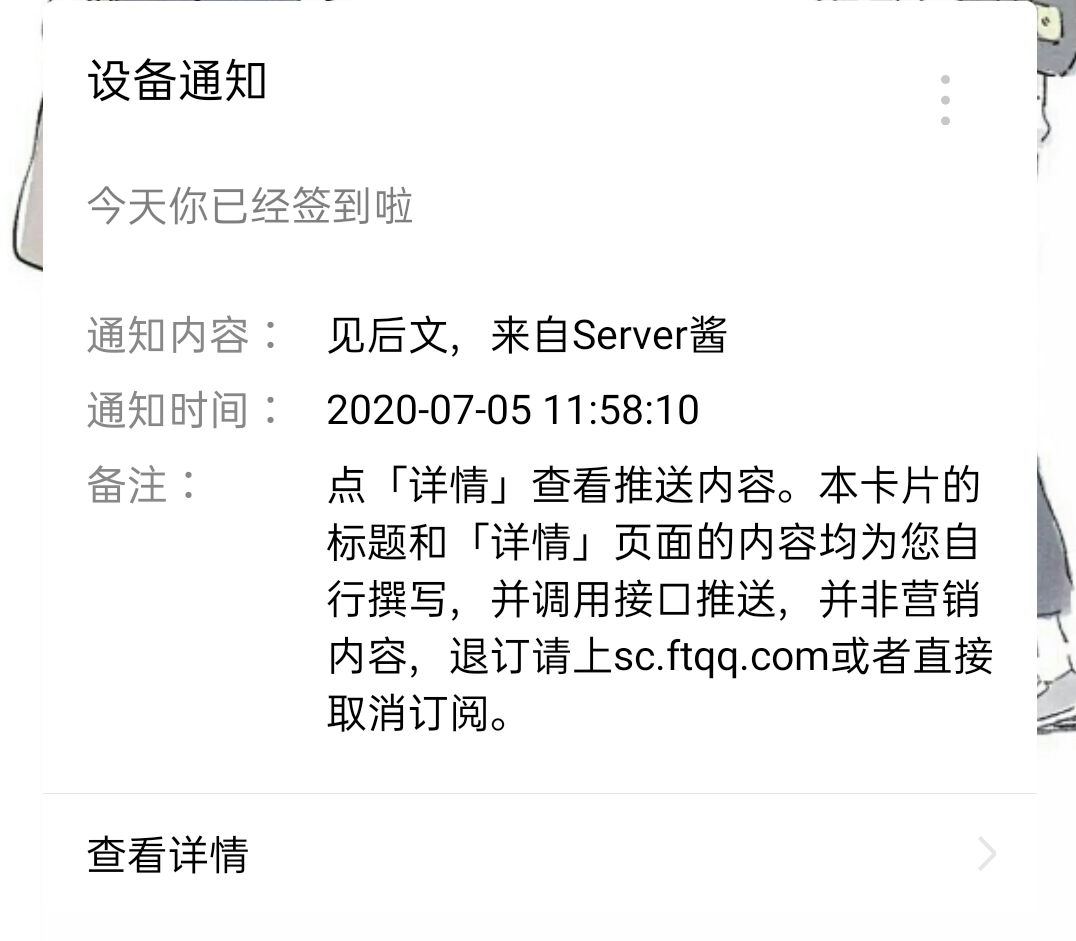 设备通知
今天你已经签到啦
通知内容： 见后文，来自Server酱
通知时间： 2020-07-05 11:58:10
备注： 点「详情」查看推送内容。本卡片的
标题和「详情」页面的内容均为您自
行撰写，并调用接口推送，并非营销
内容，退订请上sc.ftqq.com或者直接
取消订阅。
查看详情